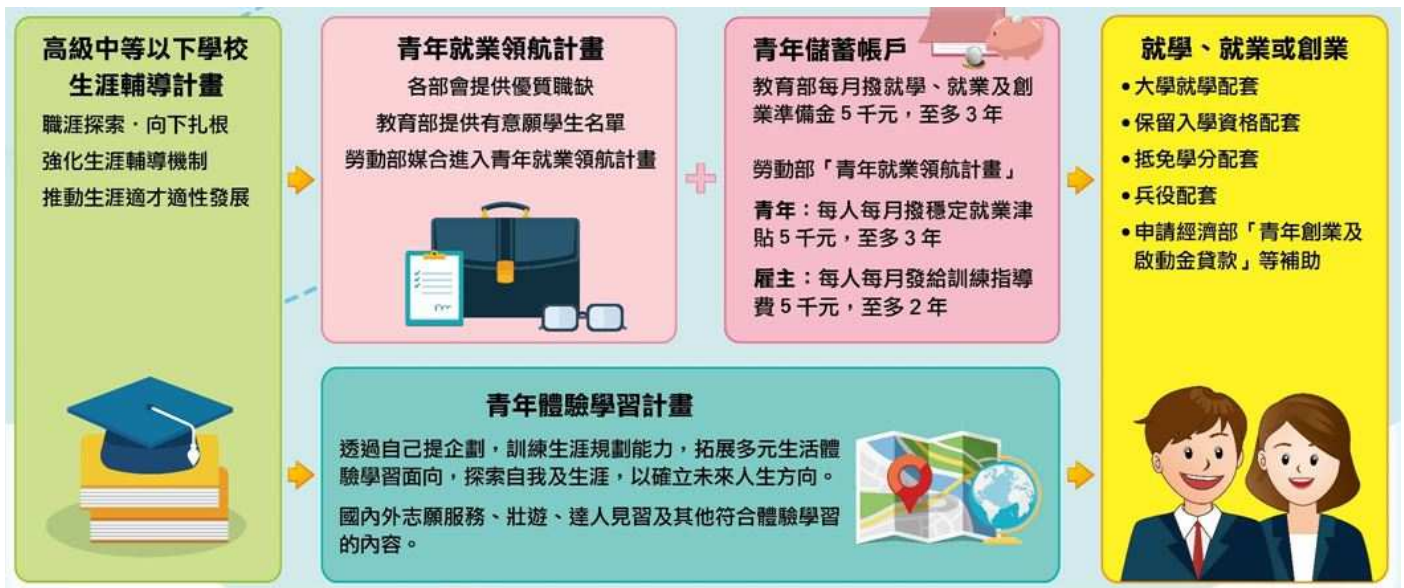 高級中等以下學校
生涯輔導計畫
職涯探索·向下扎根
強化生涯輔導機制
推動生涯適才適性發展
青年就業領航計畫
各部會提供優質職缺
教育部提供有意願學生名單
勞動部媒合進入青年就業領航計畫
青年儲蓄帳戶
教育部每月撥就學、就業及創
業準備金5千元,至多3年
勞動部「青年就業領航計畫」
青年:每人每月撥穩定就業津
貼5千元,至多3年
雇主:每人每月發給訓練指導
費5千元,至多2年
青年體驗學習計畫
透過自己提企劃,訓練生涯規劃能力,拓展多元生活體
驗學習面向,探索自我及生涯,以確立未來人生方向。
國內外志願服務、壯遊、達人見習及其他符合體驗學習
的內容。
就學、就業或創業
•大學就學配套
•保留入學資格配套
•抵免學分配套
•兵役配套
•申請經濟部「青年創業及
啟動金貸款」等補助